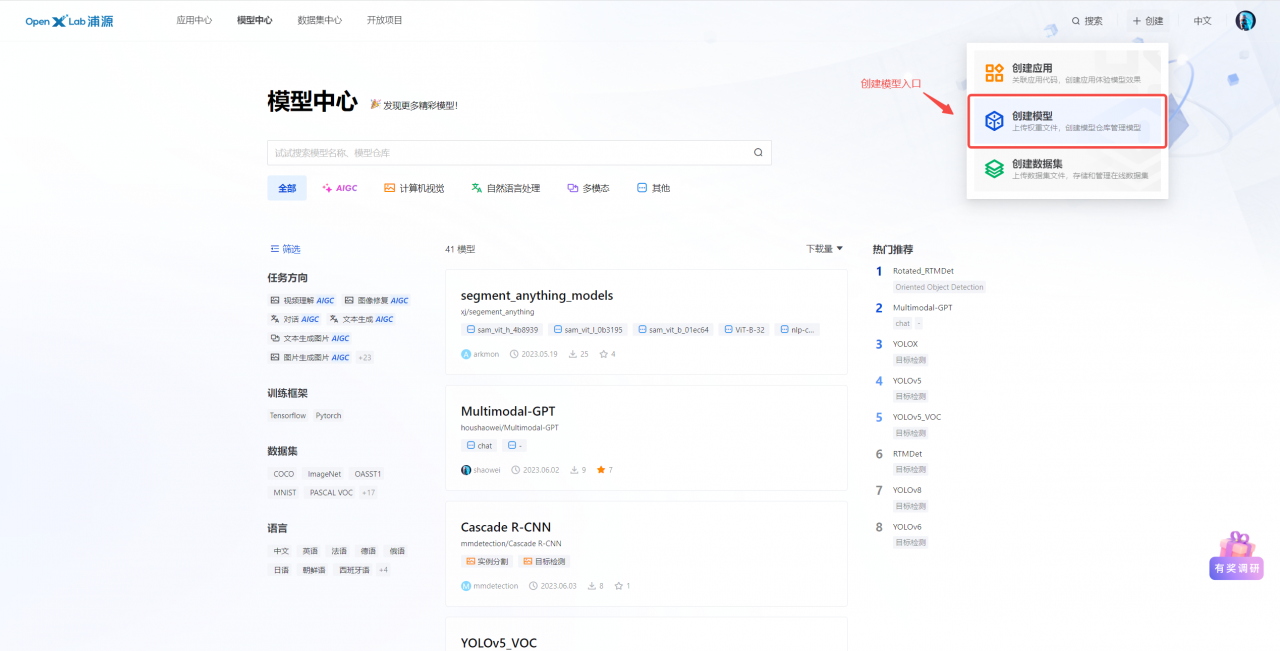 OpenXLab浦源
应用中心 模型中心 数据集中心 开放项目
搜索 + 创建 中文
创建应用
关联应用代码，创建应用体验模型效果
创建模型入口
创建模型
上传权重文件，创建模型仓库管理模型
创建数据集
上传数据集文件，存储和管理在线数据集
模型中心 发现更多精彩模型！
试试搜索模型名称、模型仓库
全部 AIGC 计算机视觉 自然语言处理 多模态 其他
筛选
任务方向
视频理解 AIGC 图像修复 AIGC
对话 AIGC 文本生成 AIGC
文本生成图片 AIGC
图片生成图片 AIGC +23
训练框架
Tensorflow Pytorch
数据集
COCO ImageNet OASST1
MNIST PASCAL VOC +17
语言
中文 英语 法语 德语 俄语
日语 朝鲜语 西班牙语 +4
41 模型 下载量
segment_anything_models
xj/segement_anything
sam_vit_h_4b8939 sam_vit_l_0b3195 sam_vit_b_01ec64 ViT-B-32 nlp-c...
A arkmon 2023.05.19 25 4
Multimodal-GPT
houshaowei/Multimodal-GPT
chat -
shaowei 2023.06.02 9 7
Cascade R-CNN
mmdetection/Cascade R-CNN
实例分割 目标检测
M mmdetection 2023.06.03 8 1
YOLOv5_VOC
热门推荐
1 Rotated_RTMDet
Oriented Object Detection
2 Multimodal-GPT
chat -
3 YOLOX
目标检测
4 YOLOv5
目标检测
5 YOLOv5_VOC
目标检测
6 RTMDet
目标检测
7 YOLOv8
目标检测
8 YOLOv6
目标检测
有奖调研